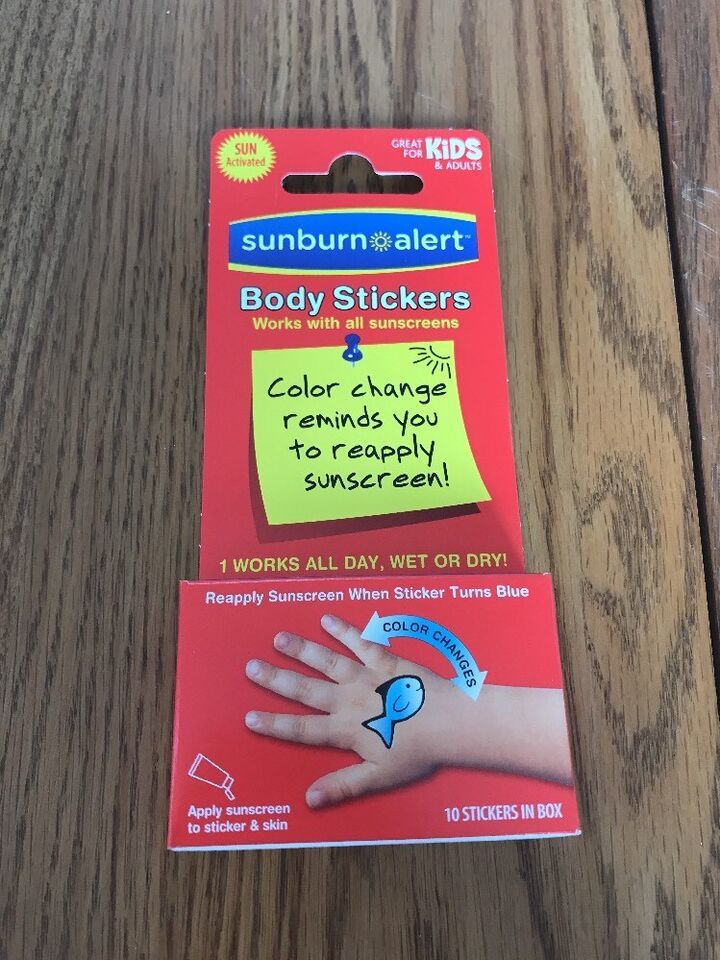 SUN
Activated
GREAT
FOR KiDS
& ADULTS
sunburn alert™
Body Stickers
Works with all sunscreens
Color change
reminds you
to reapply
sunscreen!
1 WORKS ALL DAY, WET OR DRY!
Reapply Sunscreen When Sticker Turns Blue
COLOR CHANGES
Apply sunscreen
to sticker & skin
10 STICKERS IN BOX